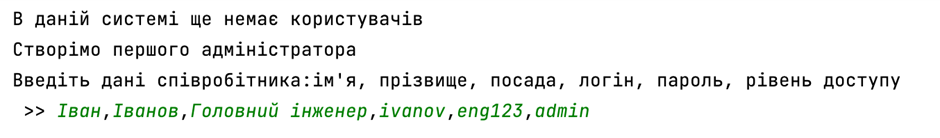 В даній системі ще немає користувачів
Створімо першого адміністратора
Введіть дані співробітника:ім'я, прізвище, посада, логін, пароль, рівень доступу
>> Іван,Іванов,Головний інженер,ivanov,eng123,admin